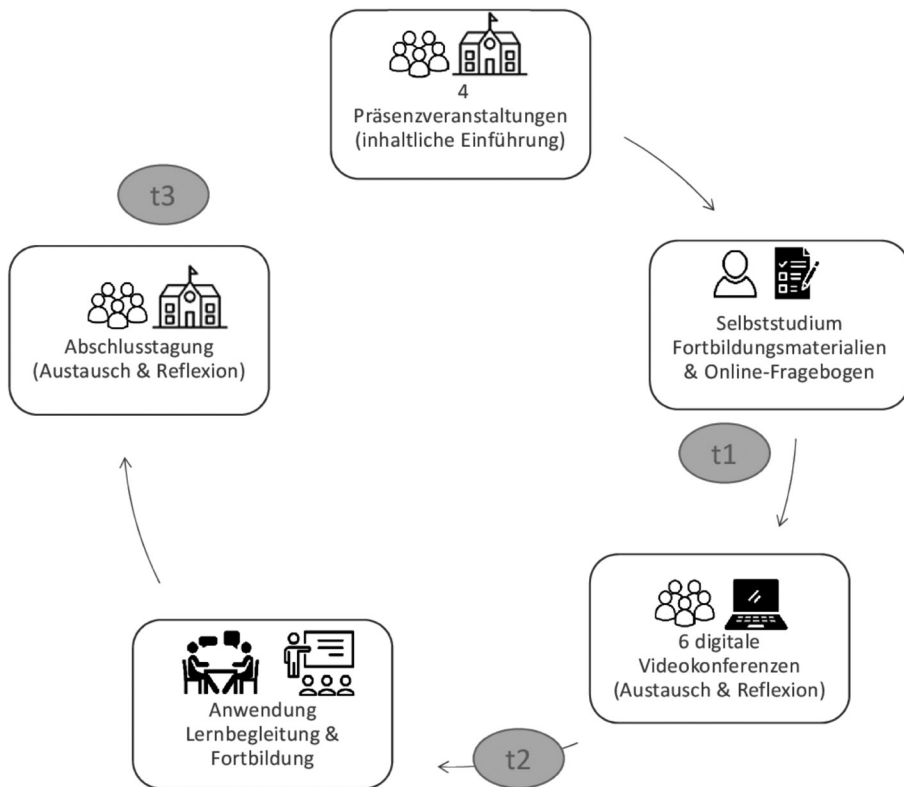 4
Präsenzveranstaltungen
(inhaltliche Einführung)
Selbststudium
Fortbildungsmaterialien
& Online-Fragebogen
t1
6 digitale
Videokonferenzen
(Austausch & Reflexion)
t2
Anwendung
Lernbegleitung &
Fortbildung
t3
Abschlusstagung
(Austausch & Reflexion)